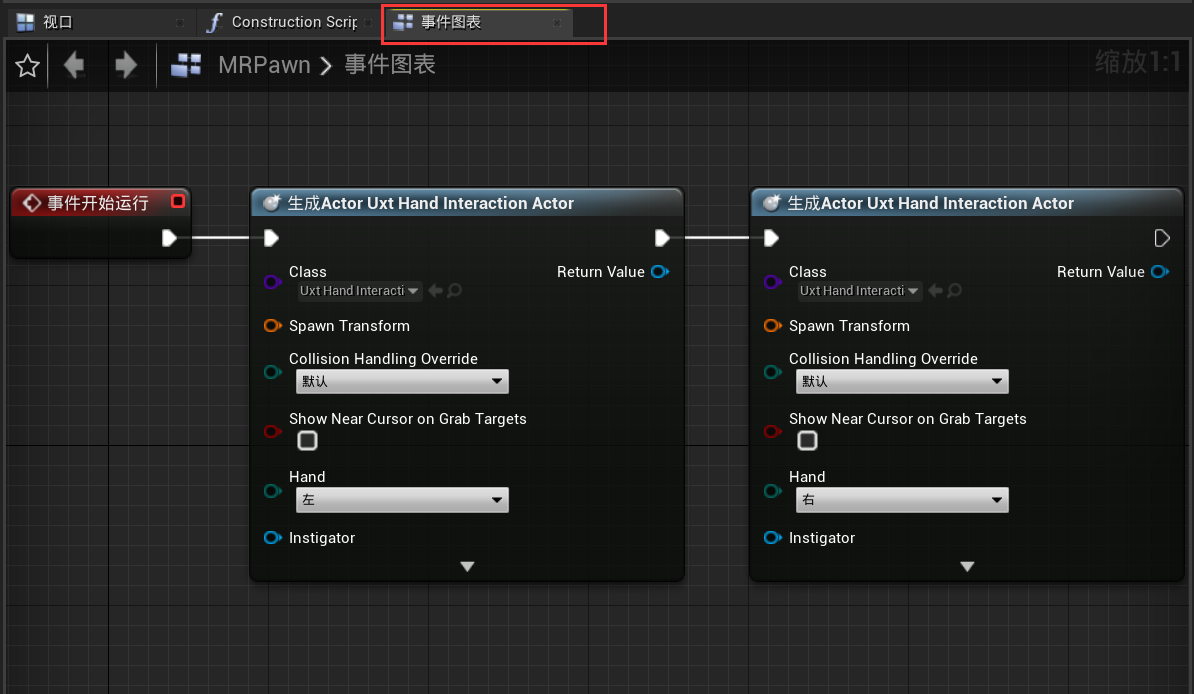 视口
Construction Scrip
事件图表
MRPawn > 事件图表
缩放1:1
事件开始运行
生成Actor Uxt Hand Interaction Actor
Class
Return Value
Uxt Hand Interacti
Spawn Transform
Collision Handling Override
默认
Show Near Cursor on Grab Targets
Hand
左
Instigator
生成Actor Uxt Hand Interaction Actor
Class
Return Value
Uxt Hand Interacti
Spawn Transform
Collision Handling Override
默认
Show Near Cursor on Grab Targets
Hand
右
Instigator